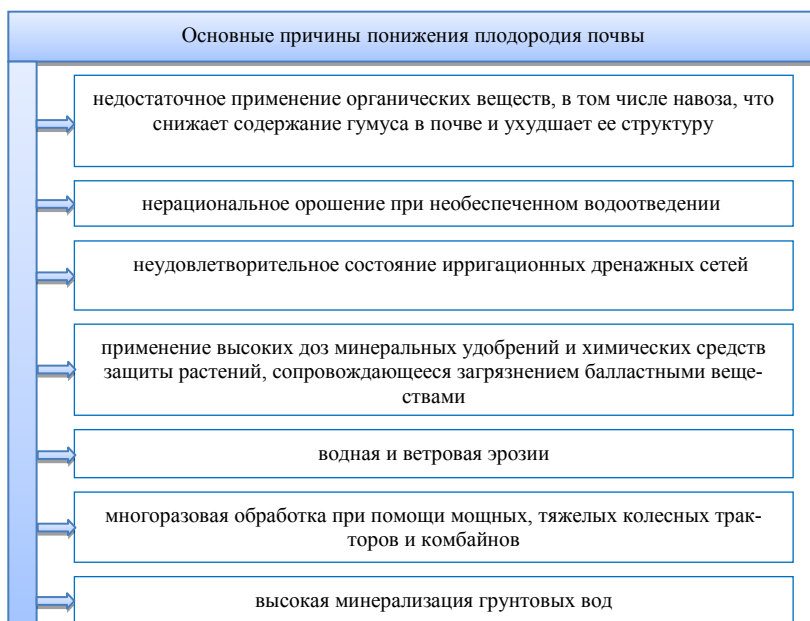 Основные причины понижения плодородия почвы
недостаточное применение органических веществ, в том числе навоза, что
снижает содержание гумуса в почве и ухудшает ее структуру
нерациональное орошение при необеспеченном водоотведении
неудовлетворительное состояние ирригационных дренажных сетей
применение высоких доз минеральных удобрений и химических средств
защиты растений, сопровождающееся загрязнением балластными веще-
ствами
водная и ветровая эрозии
многоразовая обработка при помощи мощных, тяжелых колесных трак-
торов и комбайнов
высокая минерализация грунтовых вод